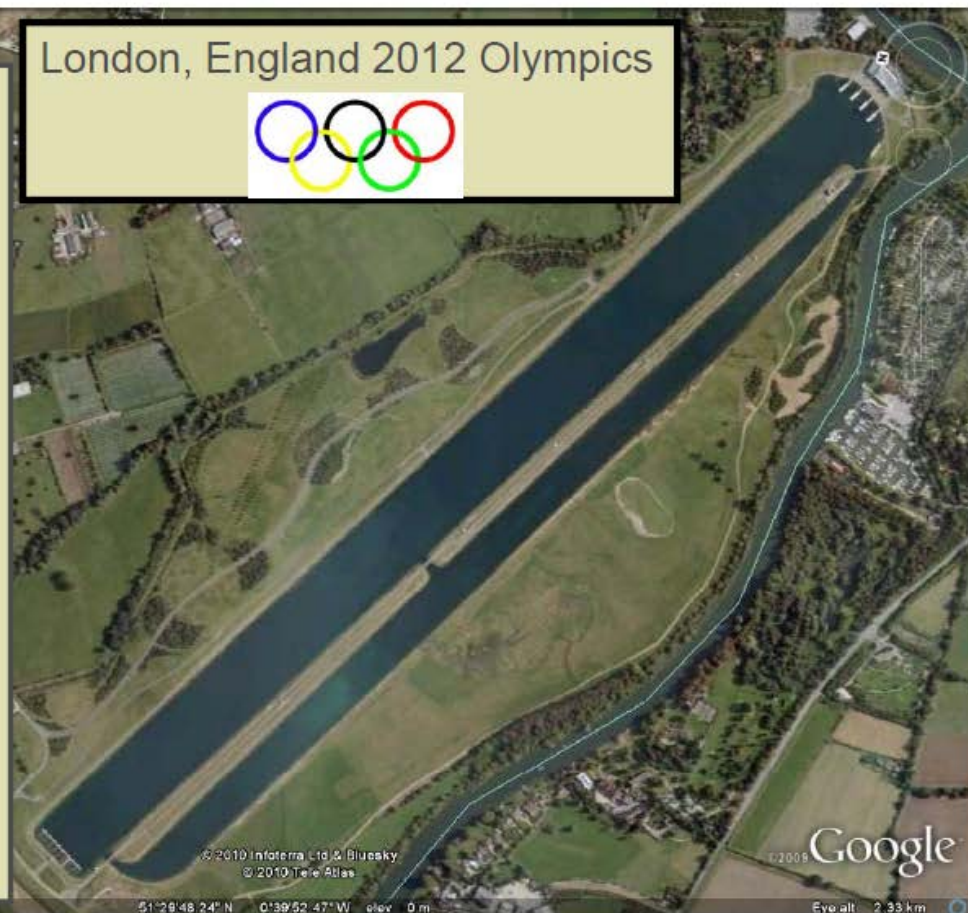 London, England 2012 Olympics
N
© 2010 Infoterra Ltd & Bluesky
© 2010 Tele Atlas
©2009 Google
51°29'48.24" N 0°39'52.47" W elev 0 m Eye alt 2.33 km